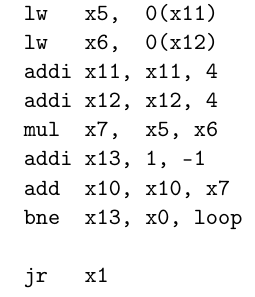 lw   x5,  0(x11)
lw   x6,  0(x12)
addi x11, x11, 4
addi x12, x12, 4
mul  x7,  x5, x6
addi x13, 1, -1
add  x10, x10, x7
bne  x13, x0, loop
jr   x1